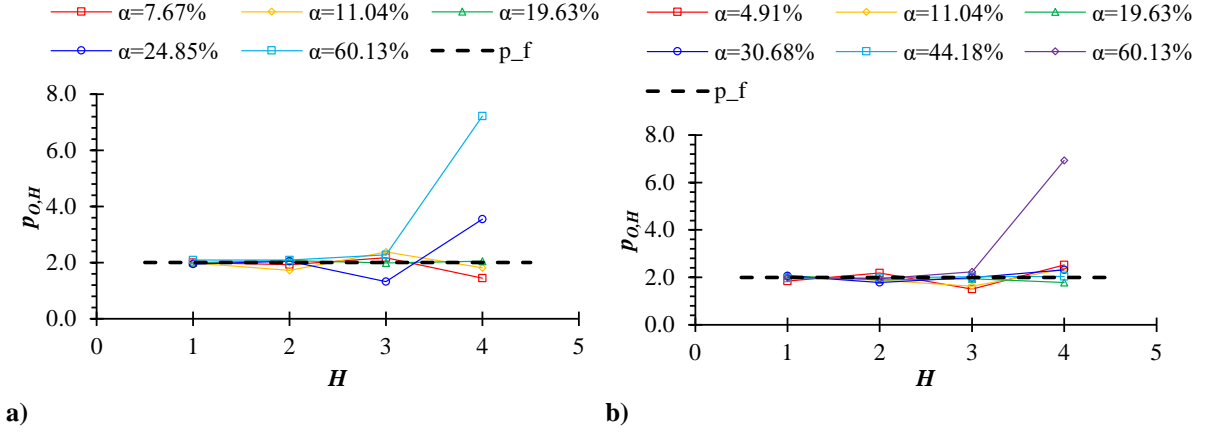 α=7.67% α=11.04% α=19.63%
α=24.85% α=60.13% p_f
8.0
6.0
4.0
2.0
0.0
p_{O,H}
0 1 2 3 4 5
H
a)
α=4.91% α=11.04% α=19.63%
α=30.68% α=44.18% α=60.13%
p_f
8.0
6.0
4.0
2.0
0.0
p_{O,H}
0 1 2 3 4 5
H
b)